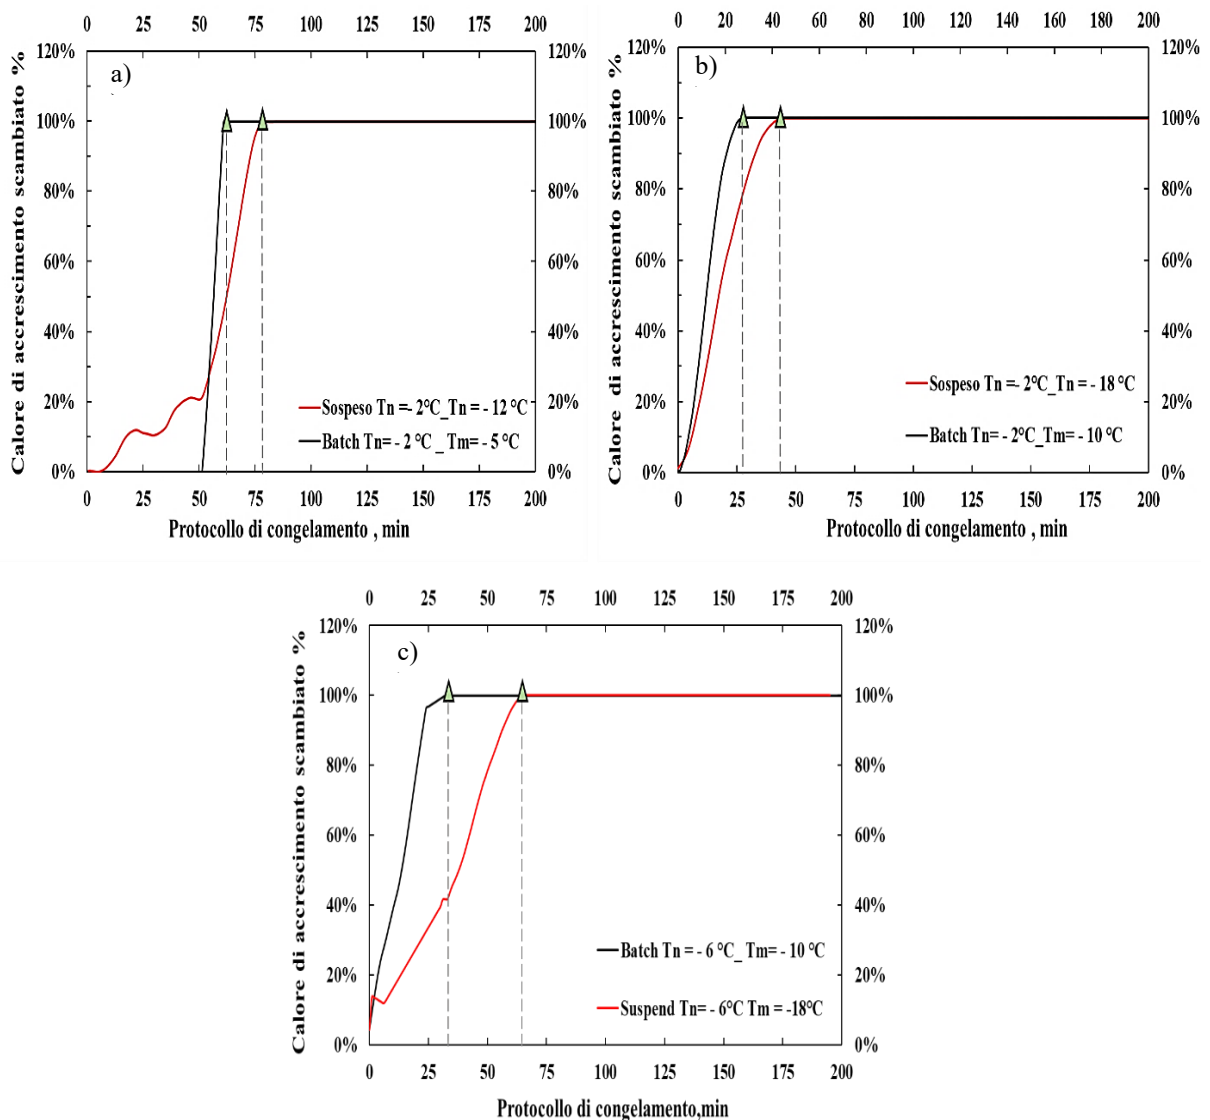 0 25 50 75 100 125 150 175 200
120% 120%
a)
100% 100%
80% 80%
60% 60%
40% 40%
20% 20%
0% 0%
Calore di accrescimento scambiato %
Sospeso Tn =- 2°C_Tn = - 12 °C
Batch Tn= - 2 °C _ Tm= - 5 °C
0 25 50 75 100 125 150 175 200
Protocollo di congelamento , min
0 20 40 60 80 100 120 140 160 180 200
120% 120%
b)
100% 100%
80% 80%
60% 60%
40% 40%
20% 20%
0% 0%
Calore di accrescimento scambiato %
Sospeso Tn =- 2°C_Tn = - 18 °C
Batch Tn= - 2°C_Tm= - 10 °C
0 25 50 75 100 125 150 175 200
Protocollo di congelamento , min
0 25 50 75 100 125 150 175 200
120% 120%
c)
100% 100%
80% 80%
60% 60%
40% 40%
20% 20%
0% 0%
Calore di accrescimento scambiato %
Batch Tn = - 6 °C_ Tm= - 10 °C
Suspend Tn= - 6°C Tm = -18°C
0 25 50 75 100 125 150 175 200
Protocollo di congelamento,min